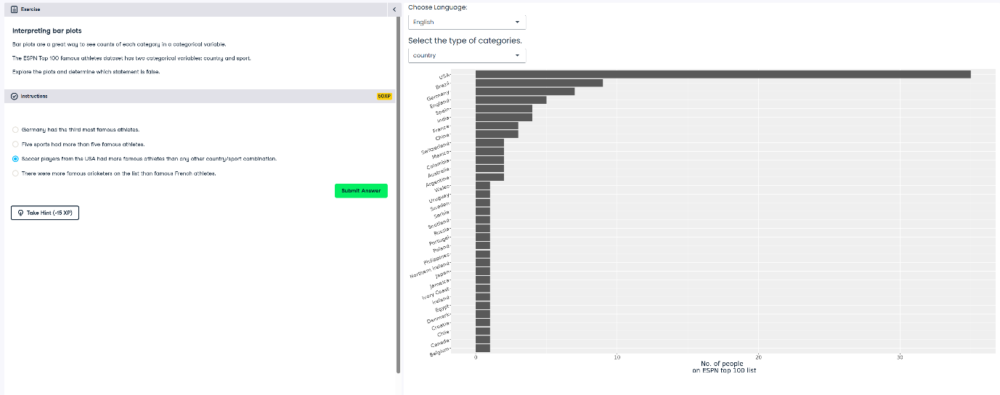 Exercise
Interpreting bar plots
Bar plots are a great way to see counts of each category in a categorical variable.
The ESPN Top 100 famous athletes dataset has two categorical variables: country and sport.
Explore the plots and determine which statement is false.
Instructions
50XP
Germany had the third most famous athletes.
Five sports had more than five famous athletes.
Soccer players from the USA had more famous athletes than any other country/sport combination.
There were more famous cricketers on the list than famous French athletes.
Submit Answer
Take Hint (-15 XP)
Choose Language:
English
Select the type of categories.
country
USA
Brazil
Germany
England
Spain
India
France
China
Switzerland
Mexico
Colombia
Australia
Argentina
Wales
Uruguay
Sweden
Serbia
Scotland
Russia
Portugal
Poland
Philippines
Northern Ireland
Japan
Jamaica
Ivory Coast
Ireland
Egypt
Denmark
Croatia
Chile
Canada
Belgium
0 10 20 30
No. of people
on ESPN top 100 list